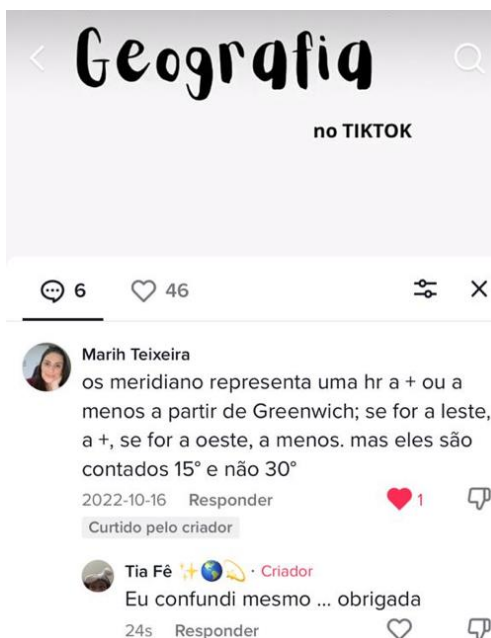 Geografia
no TIKTOK
6
46
Marih Teixeira
os meridiano representa uma hr a + ou a
menos a partir de Greenwich; se for a leste,
a +, se for a oeste, a menos. mas eles são
contados 15° e não 30°
2022-10-16 Responder 1
Curtido pelo criador
Tia Fê ✨🌎💫 · Criador
Eu confundi mesmo ... obrigada
24s Responder